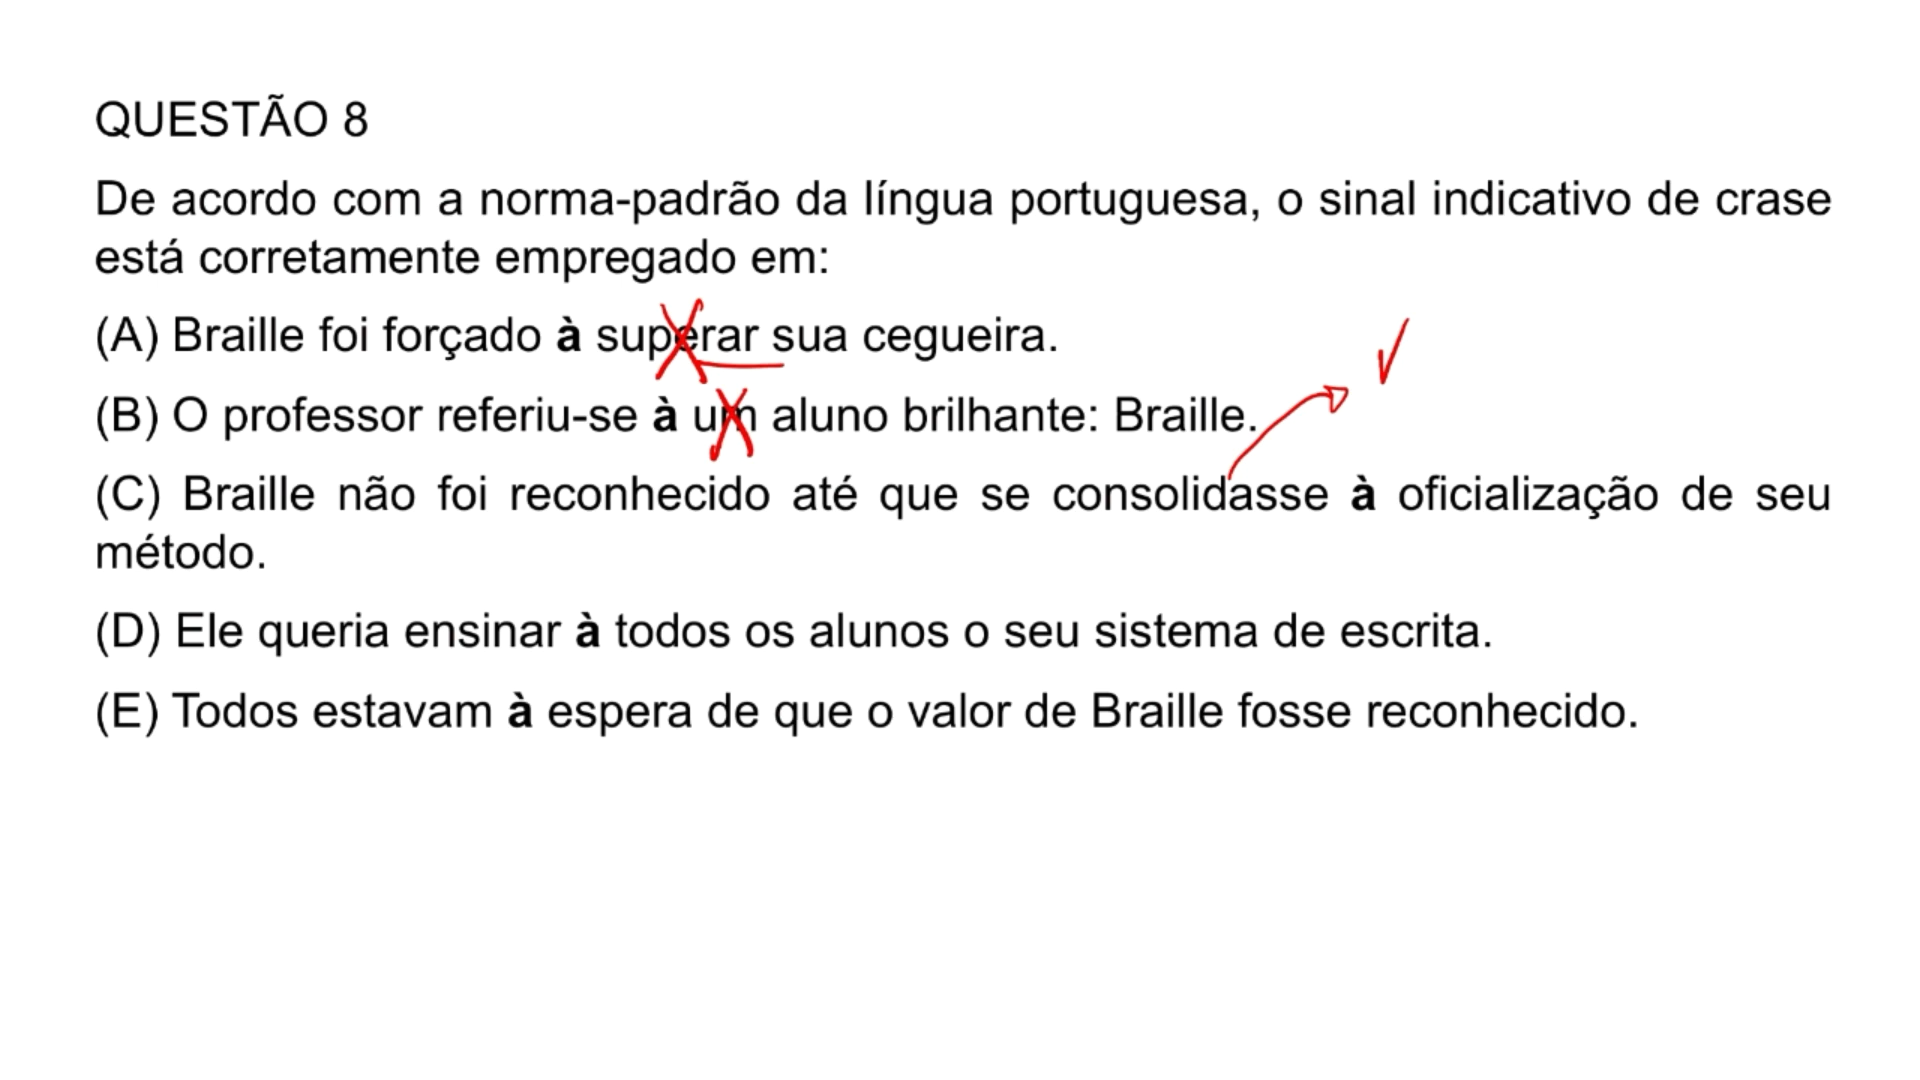 QUESTÃO 8
De acordo com a norma-padrão da língua portuguesa, o sinal indicativo de crase
está corretamente empregado em:
(A) Braille foi forçado à superar sua cegueira.
(B) O professor referiu-se à um aluno brilhante: Braille.
(C) Braille não foi reconhecido até que se consolidasse à oficialização de seu
método.
(D) Ele queria ensinar à todos os alunos o seu sistema de escrita.
(E) Todos estavam à espera de que o valor de Braille fosse reconhecido.